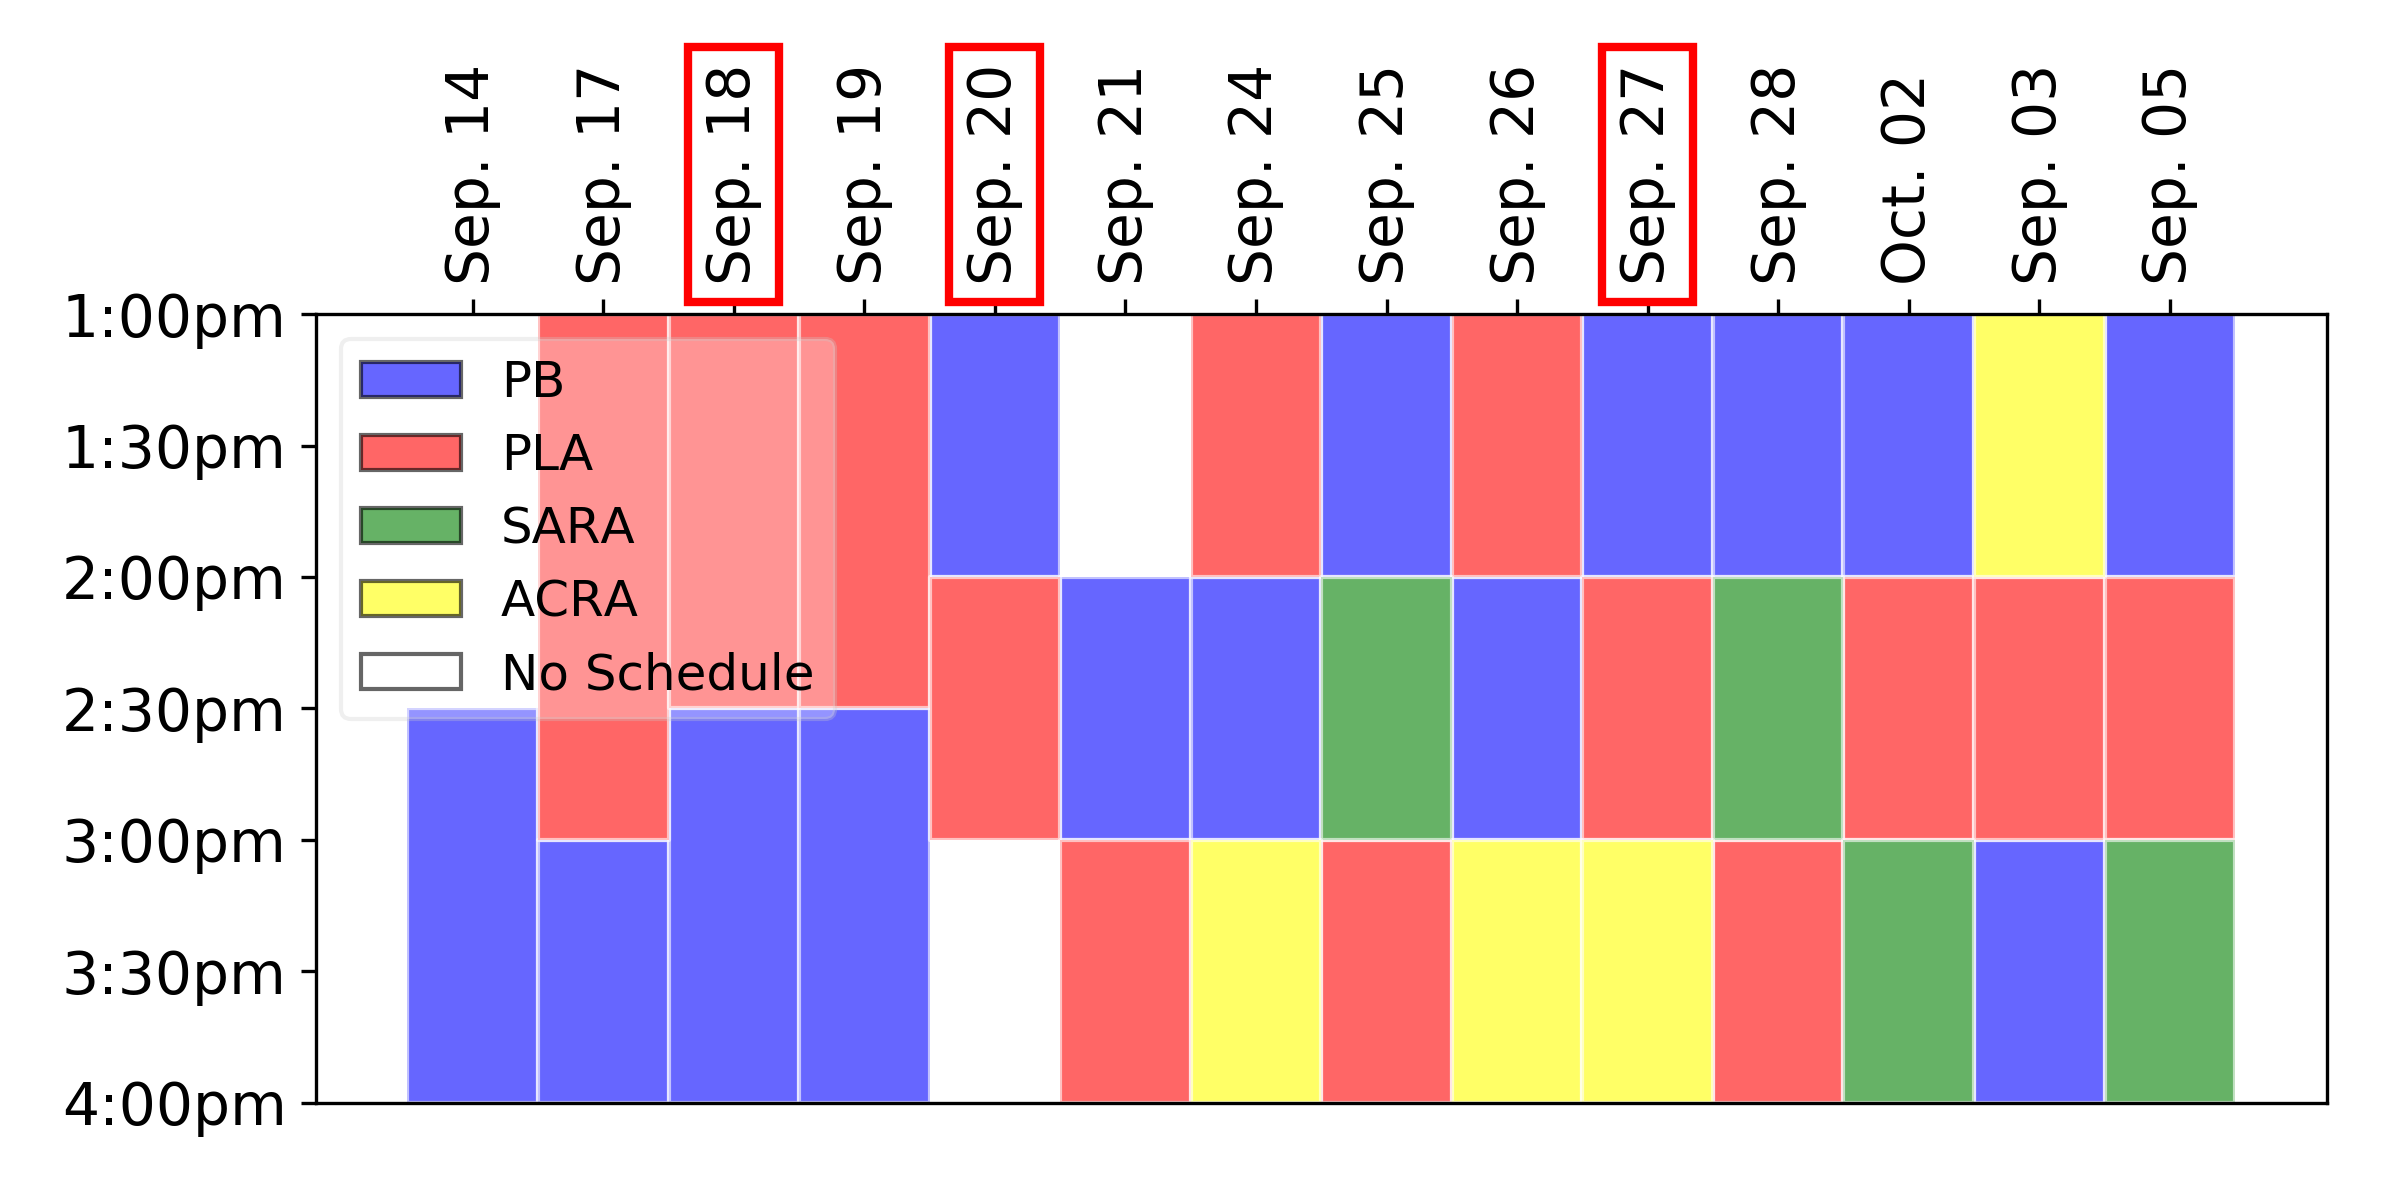 Sep. 14
Sep. 17
Sep. 18
Sep. 19
Sep. 20
Sep. 21
Sep. 24
Sep. 25
Sep. 26
Sep. 27
Sep. 28
Oct. 02
Sep. 03
Sep. 05
1:00pm
1:30pm
2:00pm
2:30pm
3:00pm
3:30pm
4:00pm
PB
PLA
SARA
ACRA
No Schedule